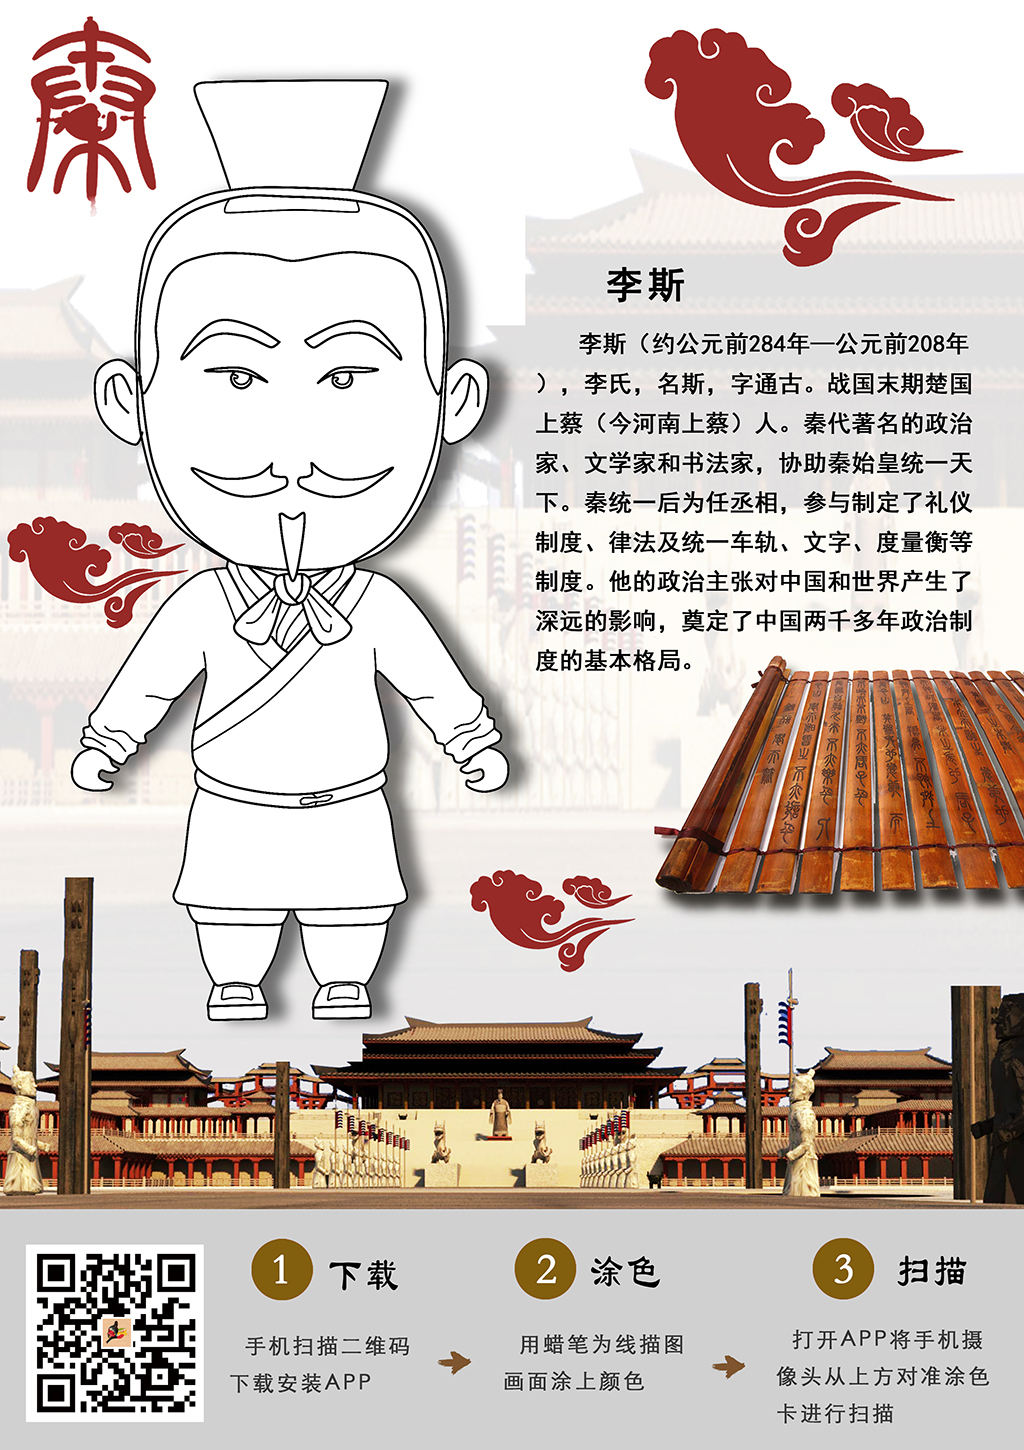 秦
李斯
李斯（约公元前284年—公元前208年
），李氏，名斯，字通古。战国末期楚国
上蔡（今河南上蔡）人。秦代著名的政治
家、文学家和书法家，协助秦始皇统一天
下。秦统一后为任丞相，参与制定了礼仪
制度、律法及统一车轨、文字、度量衡等
制度。他的政治主张对中国和世界产生了
深远的影响，奠定了中国两千多年政治制
度的基本格局。
1 下载
手机扫描二维码
下载安装APP
2 涂色
用蜡笔为线描图
画面涂上颜色
3 扫描
打开APP将手机摄
像头从上方对准涂色
卡进行扫描